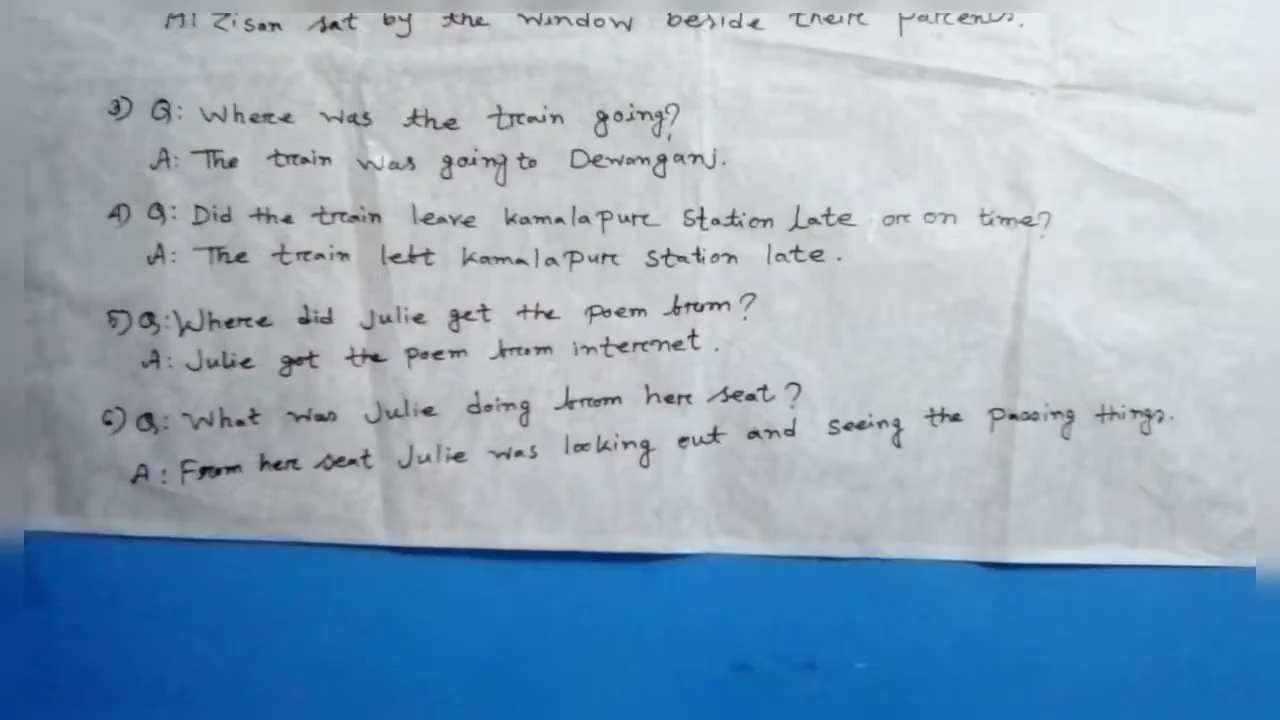 A: Zisan sat by the window beside their parents.
3) Q: Where was the train going?
A: The train was going to Dewanganj.
4) Q: Did the train leave Kamalapur Station late or on time?
A: The train left Kamalapur station late.
5) Q: Where did Julie get the poem from?
A: Julie got the poem from internet.
6) Q: What was Julie doing from her seat?
A: From her seat Julie was looking out and seeing the passing things.